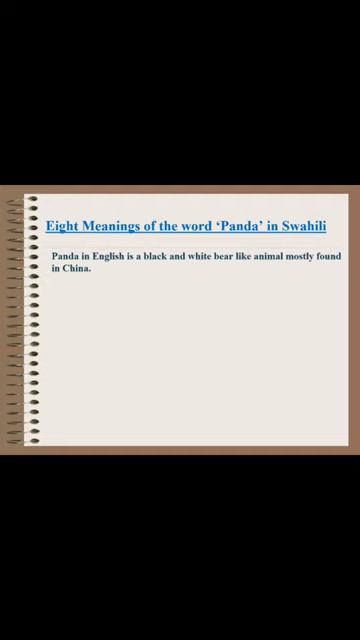 Eight Meanings of the word ‘Panda’ in Swahili
Panda in English is a black and white bear like animal mostly found
in China.